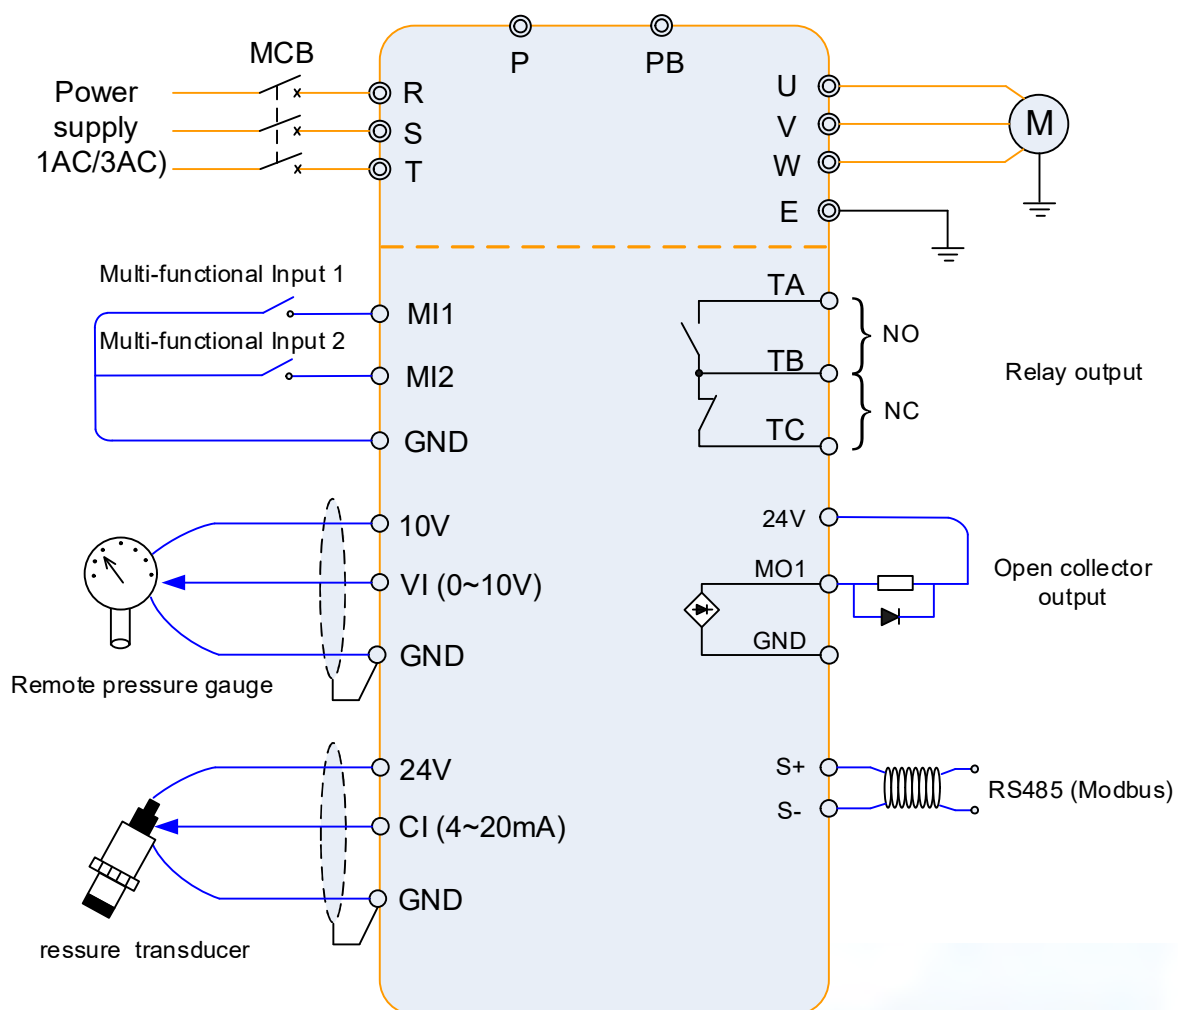 P
PB
MCB
Power
supply
1AC/3AC)
R
S
T
U
V
W
E
M
Multi-functional Input 1
MI1
Multi-functional Input 2
MI2
GND
TA
TB
TC
NO
NC
Relay output
10V
VI (0~10V)
GND
Remote pressure gauge
24V
MO1
GND
Open collector
output
24V
CI (4~20mA)
GND
ressure transducer
S+
S-
RS485 (Modbus)